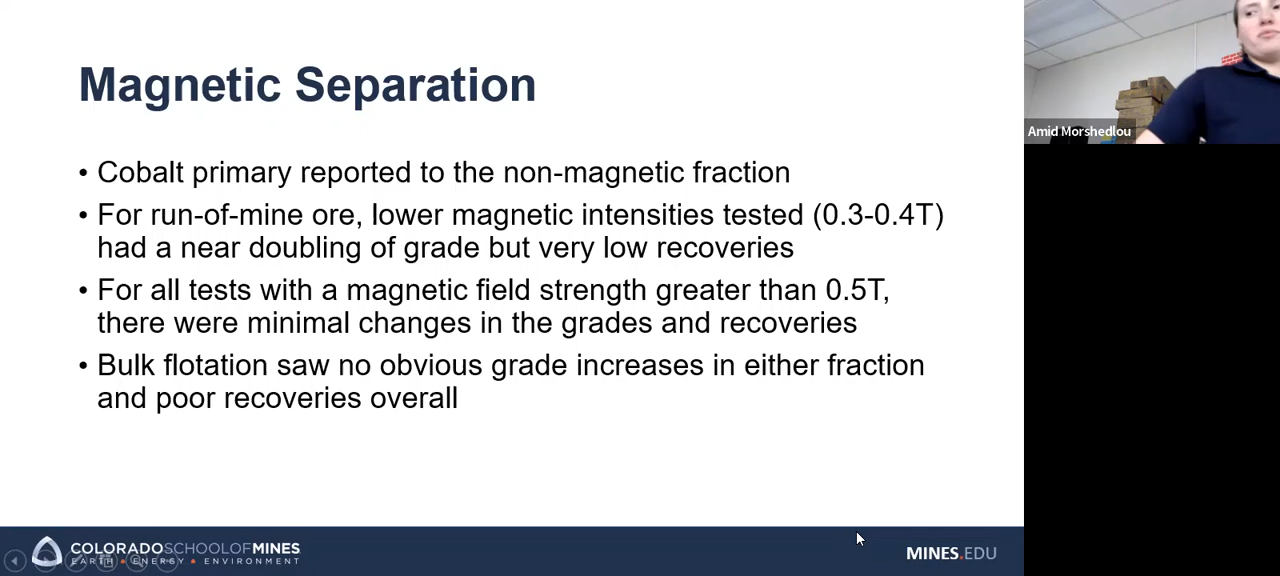 Magnetic Separation
Amid Morshedlou
• Cobalt primary reported to the non-magnetic fraction
• For run-of-mine ore, lower magnetic intensities tested (0.3-0.4T)
had a near doubling of grade but very low recoveries
• For all tests with a magnetic field strength greater than 0.5T,
there were minimal changes in the grades and recoveries
• Bulk flotation saw no obvious grade increases in either fraction
and poor recoveries overall
COLORADOSCHOOLOFMINES
EARTH • ENERGY • ENVIRONMENT
MINES.EDU